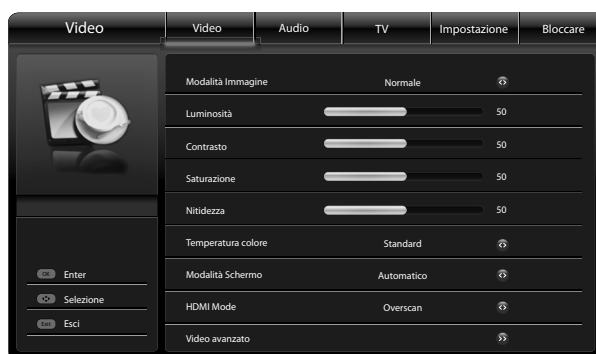 Video
Video Audio TV Impostazione Bloccare
Modalità Immagine Normale
Luminosità 50
Contrasto 50
Saturazione 50
Nitidezza 50
Temperatura colore Standard
Modalità Schermo Automatico
HDMI Mode Overscan
Video avanzato
OK Enter
Selezione
Exit Esci